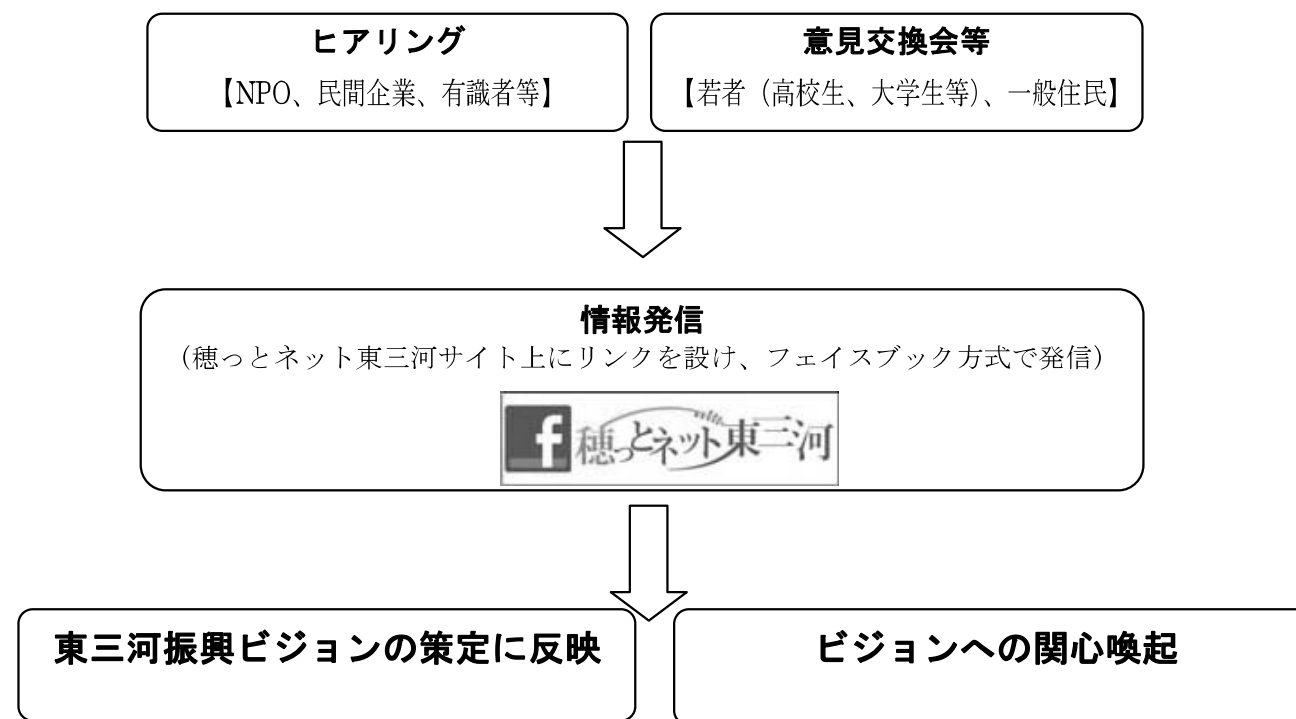 ヒアリング
【NPO、民間企業、有識者等】
意見交換会等
【若者（高校生、大学生等）、一般住民】
情報発信
（穂っとネット東三河サイト上にリンクを設け、フェイスブック方式で発信）
f 穂っとネット東三河
東三河振興ビジョンの策定に反映
ビジョンへの関心喚起